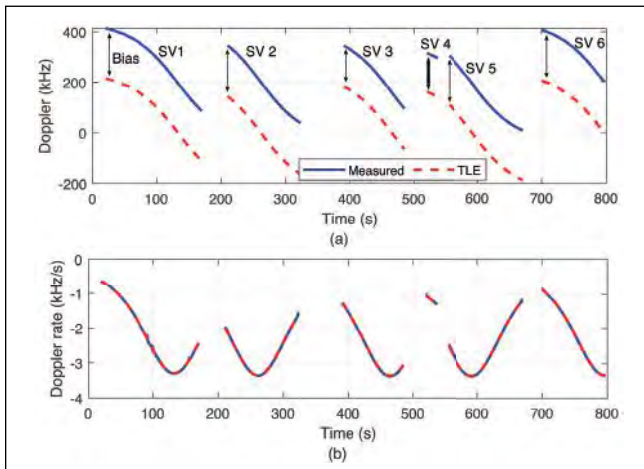 400
200
0
-200
Doppler (kHz)
Bias
SV1
SV 2
SV 3
SV 4
SV 5
SV 6
Measured
TLE
0 100 200 300 400 500 600 700 800
Time (s)
(a)
0
-1
-2
-3
-4
Doppler rate (kHz/s)
0 100 200 300 400 500 600 700 800
Time (s)
(b)